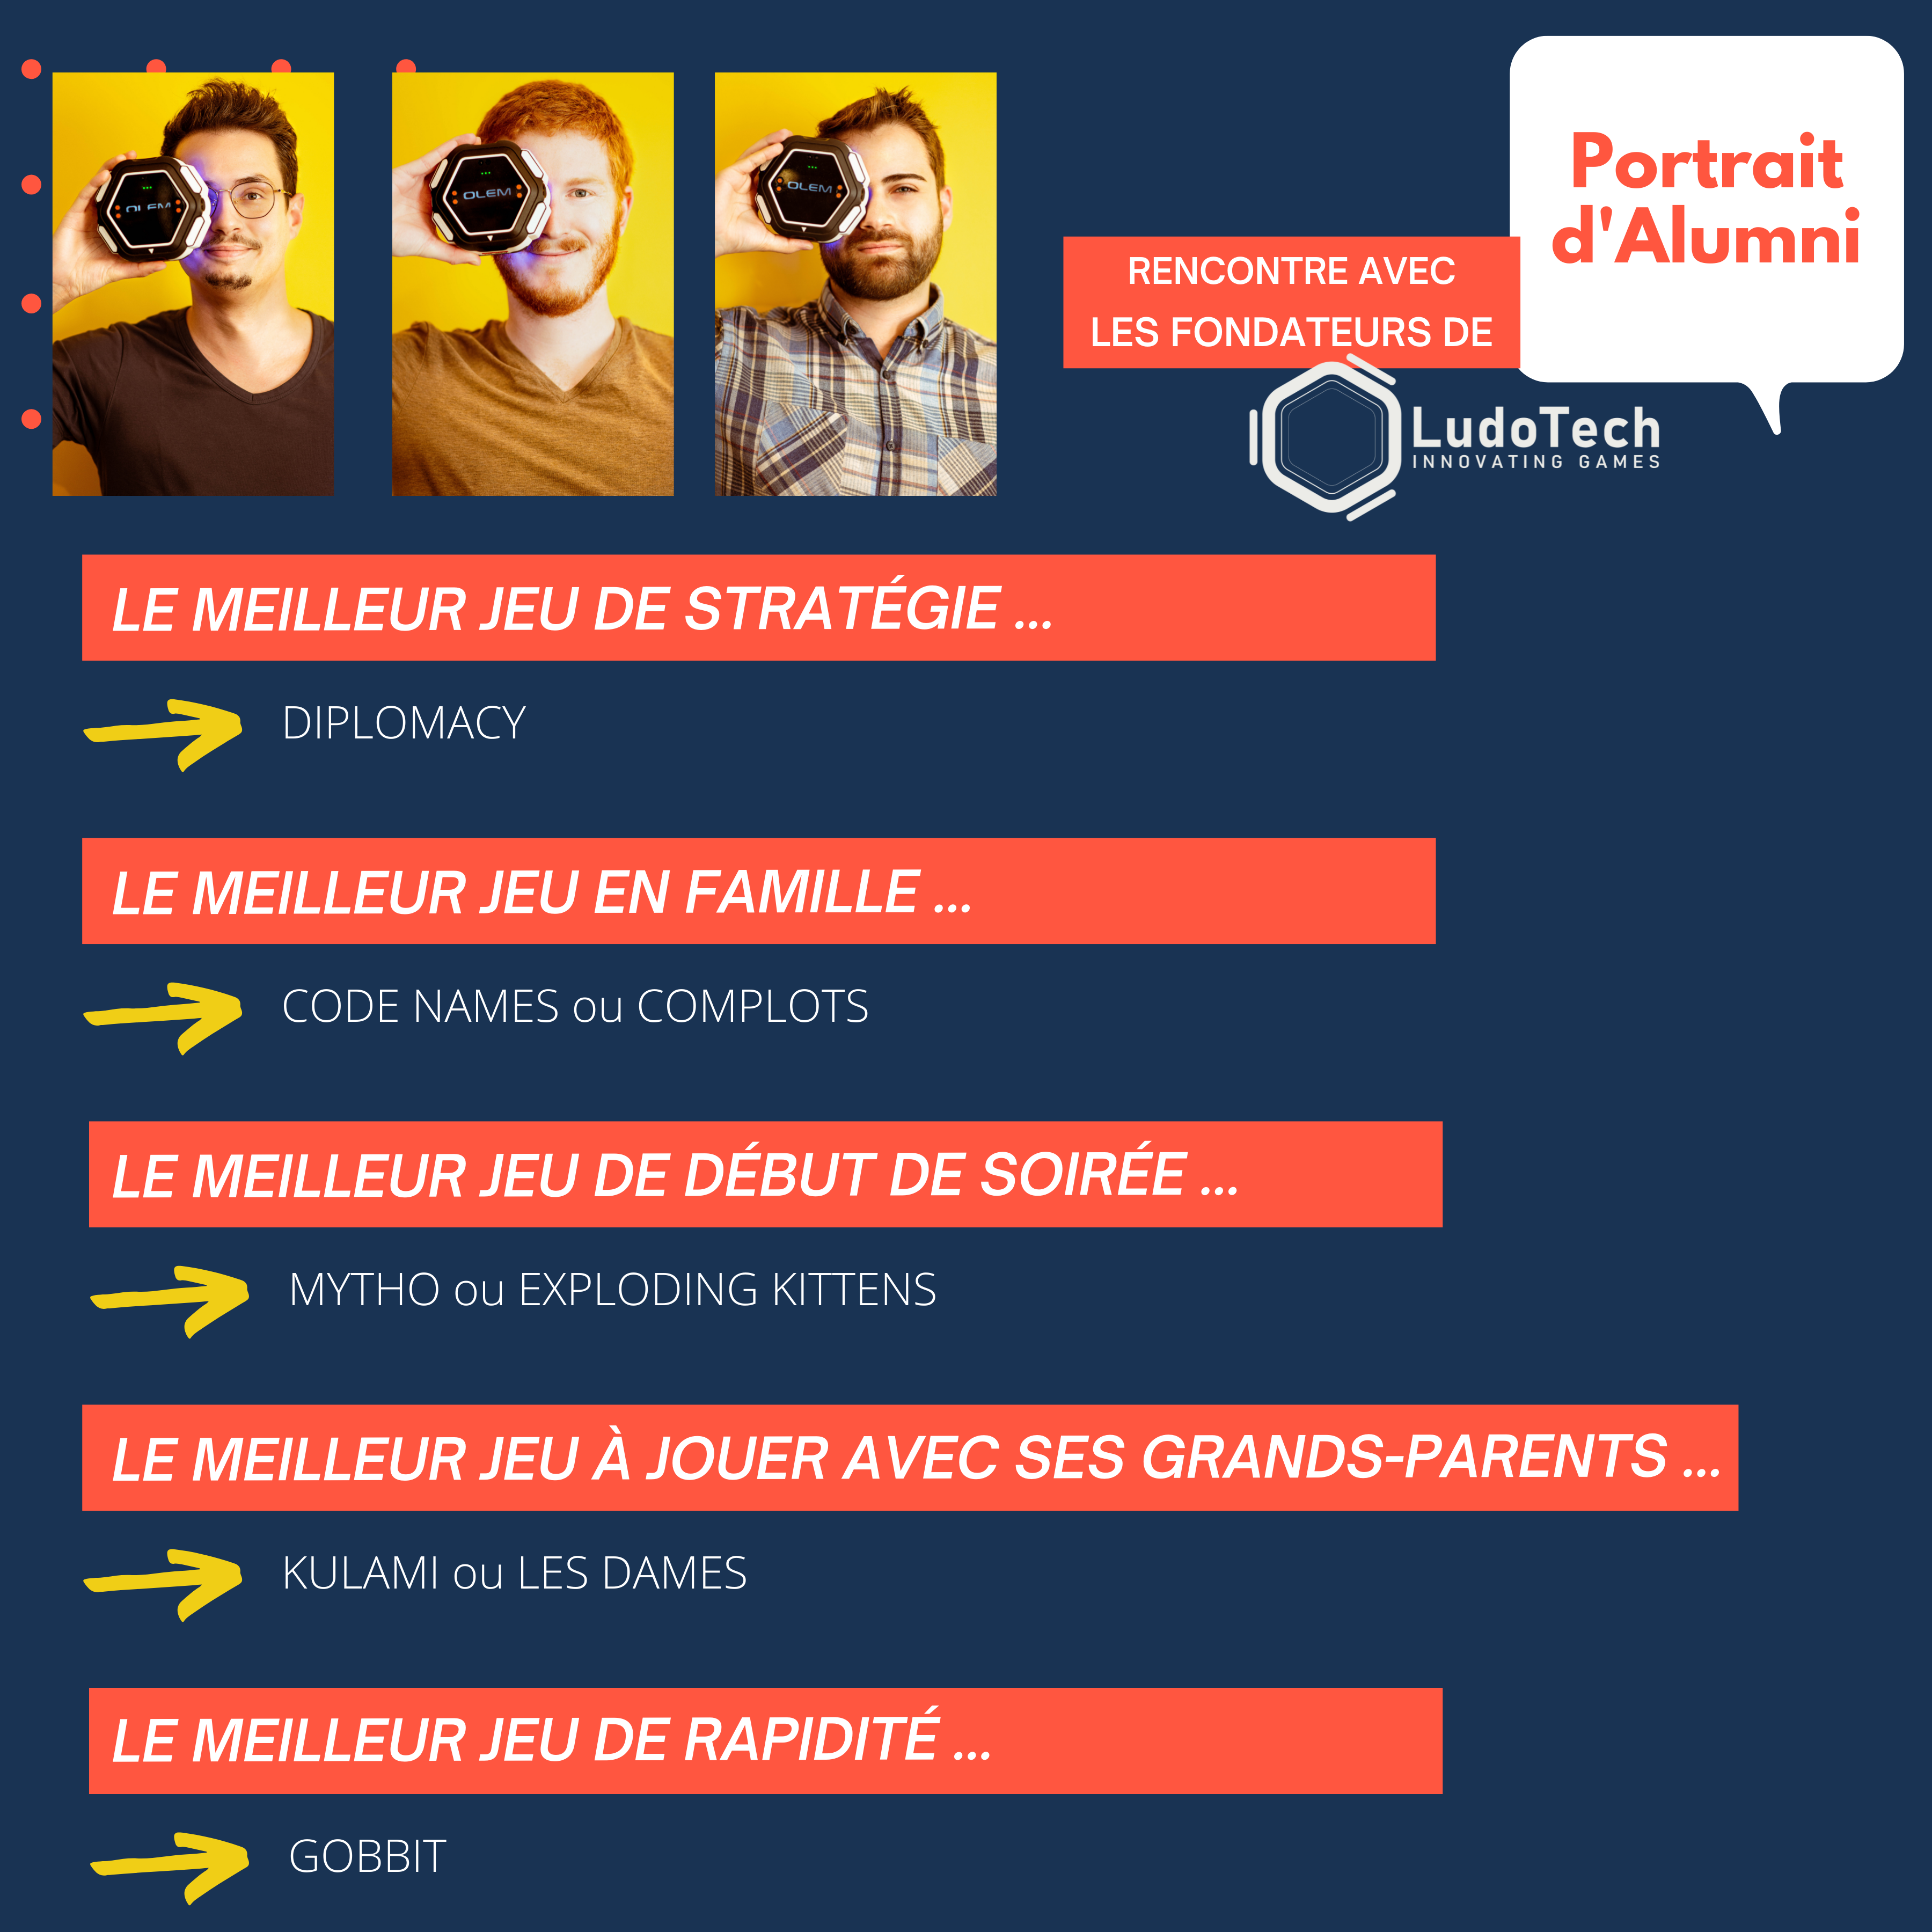 OLEM
OLEM
OLEM
Portrait
d'Alumni
RENCONTRE AVEC
LES FONDATEURS DE
LudoTech
INNOVATING GAMES
LE MEILLEUR JEU DE STRATÉGIE ...
DIPLOMACY
LE MEILLEUR JEU EN FAMILLE ...
CODE NAMES ou COMPLOTS
LE MEILLEUR JEU DE DÉBUT DE SOIRÉE ...
MYTHO ou EXPLODING KITTENS
LE MEILLEUR JEU À JOUER AVEC SES GRANDS-PARENTS ...
KULAMI ou LES DAMES
LE MEILLEUR JEU DE RAPIDITÉ ...
GOBBIT